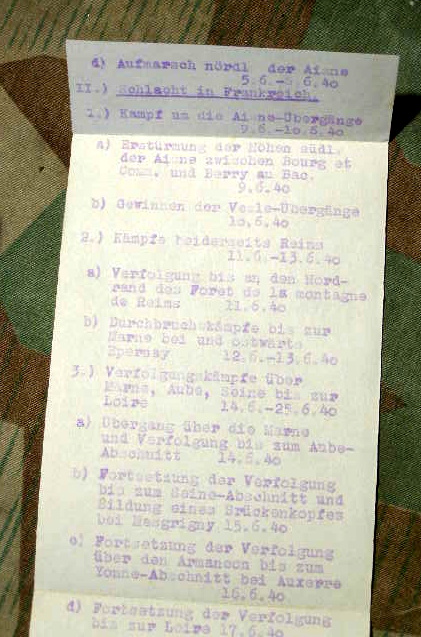 d) Aufmarsch nördl der Aisne
5.6.-8.6.40
II.) Schlacht in Frankreich.
1.) Kampf um die Aisne-Übergänge
9.6.-10.6.40
a) Erstürmung der Höhen südl.
der Aisne zwischen Bourg et
Comm. und Berry au Bac.
9.6.40
b) Gewinnen der Vesle-Übergänge
10.6.40
2.) Kämpfe beiderseits Reims
11.6.-13.6.40
a) Verfolgung bis an den Nord-
rand des Foret de la montagne
de Reims 11.6.40
b) Durchbruchskämpfe bis zur
Marne bei und ostwärts
Epernay 12.6.-13.6.40
3.) Verfolgungskämpfe über
Marne, Aube, Seine bis zur
Loire 14.6.-25.6.40
a) Übergang über die Marne
und Verfolgung bis zum Aube-
Abschnitt 14.6.40
b) Fortsetzung der Verfolgung
bis zum Seine-Abschnitt und
Bildung eines Brückenkopfes
bei Mesgrigny 15.6.40
c) Fortsetzung der Verfolgung
über den Armancon bis zum
Yonne-Abschnitt bei Auxerre
16.6.40
d) Fortsetzung der Verfolgung
bis zur Loire 17.6.40